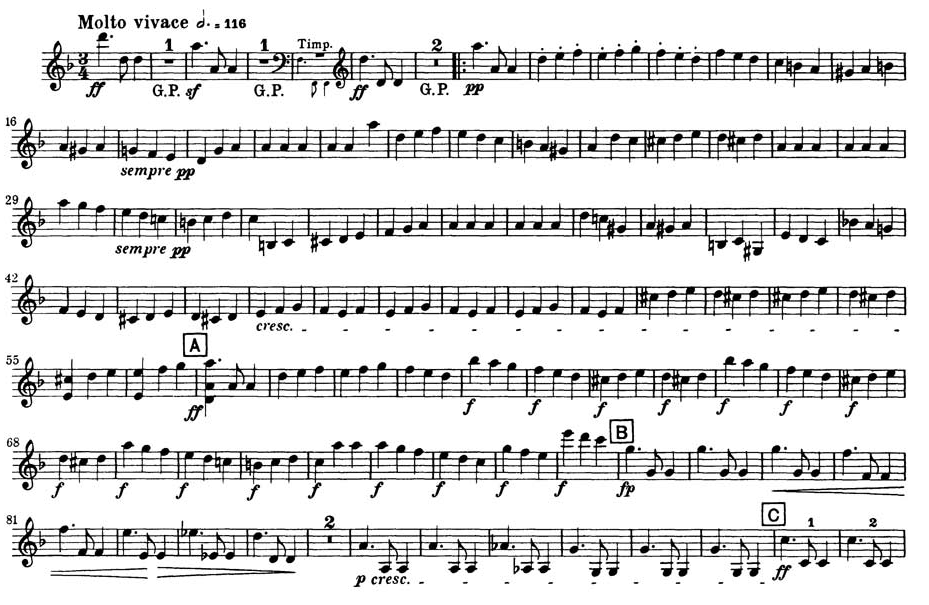 Molto vivace 𝅗𝅥. = 116
3 4 1 1 Timp. 2
ff G.P. sf G.P. ff G.P. pp
16
sempre pp
29
sempre pp
42
cresc.
A
55
ff f f f f f f f
B
68
f f f f f f f f f fp
C
81 2 1 2
p cresc. ff